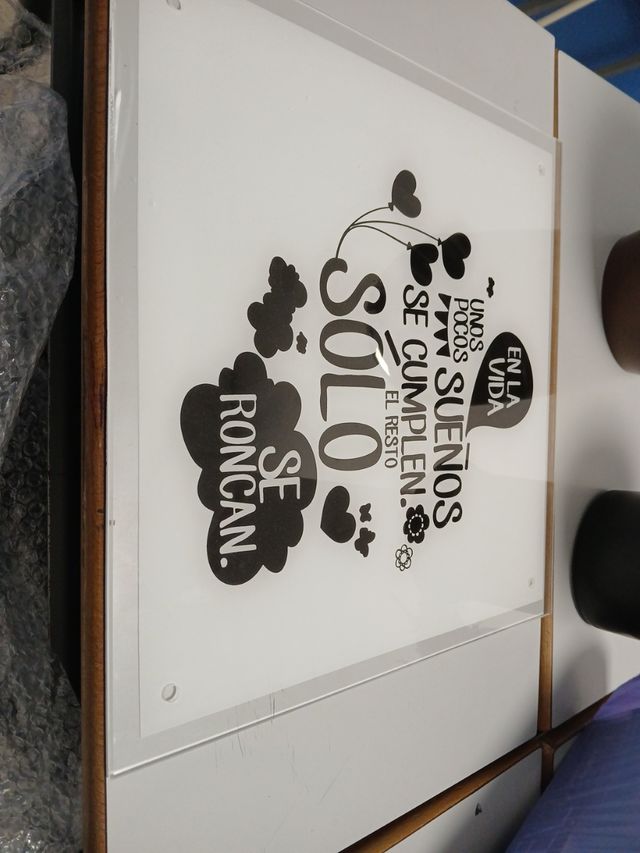 EN LA
VIDA
UNOS
POCOS
SUEÑOS
SE CUMPLEN.
EL RESTO
SÓLO
SE
RONCAN.